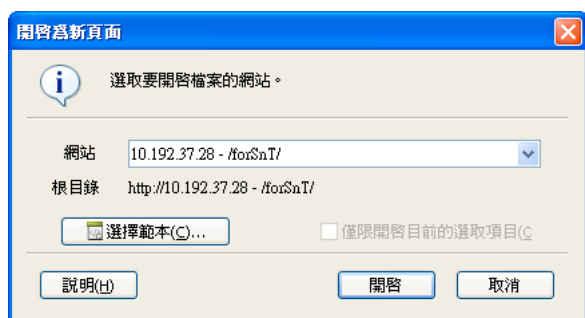 開啓爲新頁面
選取要開啓檔案的網站。
網站 10.192.37.28 - /forSnT/
根目錄 http://10.192.37.28 - /forSnT/
選擇範本(C)... 僅限開啓目前的選取項目(C
說明(H) 開啓 取消